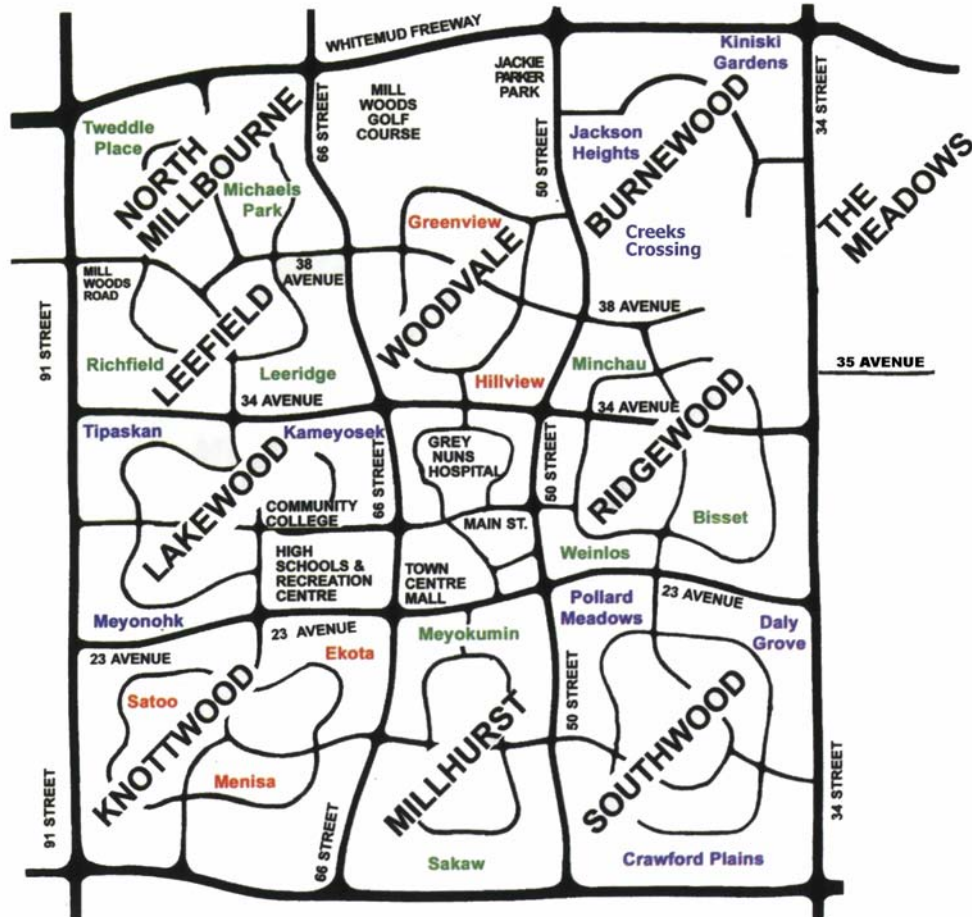 WHITEMUD FREEWAY
Kiniski
Gardens
JACKIE
PARKER
PARK
34 STREET
MILL
WOODS
GOLF
COURSE
66 STREET
Tweddle
Place
NORTH
MILLBOURNE
Michaels
Park
50 STREET
Jackson
Heights
BURNEWOOD
THE
MEADOWS
Greenview
Creeks
Crossing
WOODVALE
38
AVENUE
MILL
WOODS
ROAD
38 AVENUE
91 STREET
LEEFIELD
Richfield
Leeridge
Hillview
Minchau
35 AVENUE
34 AVENUE
34 AVENUE
Tipaskan
Kameyosek
66 STREET
GREY
NUNS
HOSPITAL
50 STREET
RIDGEWOOD
LAKEWOOD
COMMUNITY
COLLEGE
MAIN ST.
Bisset
Weinlos
HIGH
SCHOOLS &
RECREATION
CENTRE
TOWN
CENTRE
MALL
23 AVENUE
Pollard
Meadows
Daly
Grove
Meyonohk
23 AVENUE
23 AVENUE
Meyokumin
Ekota
Satoo
50 STREET
KNOTTWOOD
MILLHURST
SOUTHWOOD
Menisa
91 STREET
66 STREET
34 STREET
Sakaw
Crawford Plains